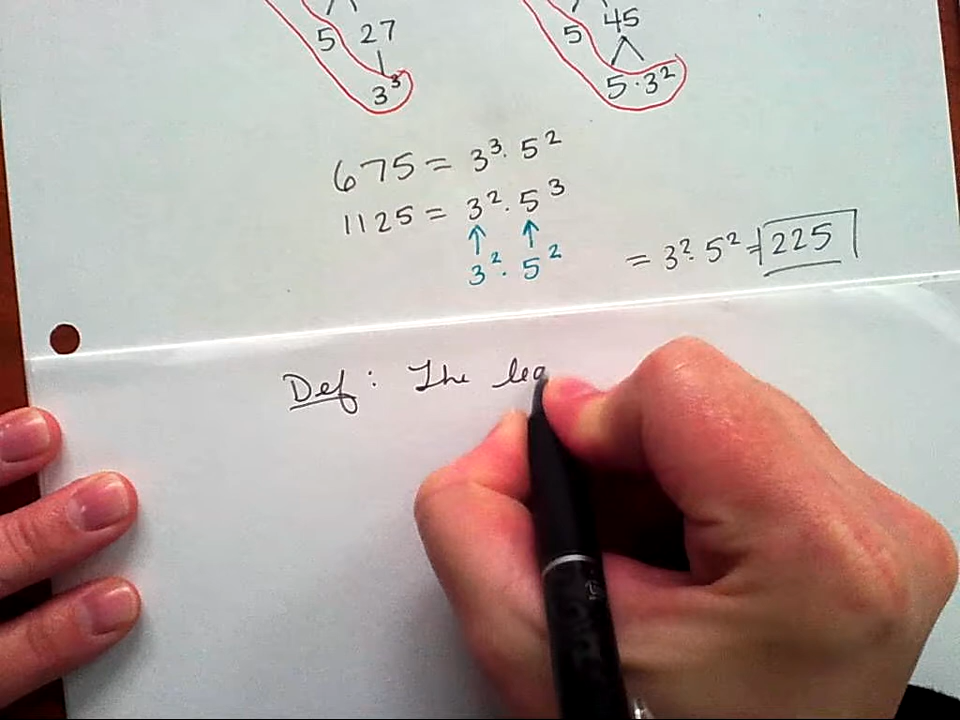 5 27 5 45
3³ 5·3²
675 = 3³· 5²
1125 = 3²· 5³
3²· 5² = 3²· 5² = 225
Def : The lea